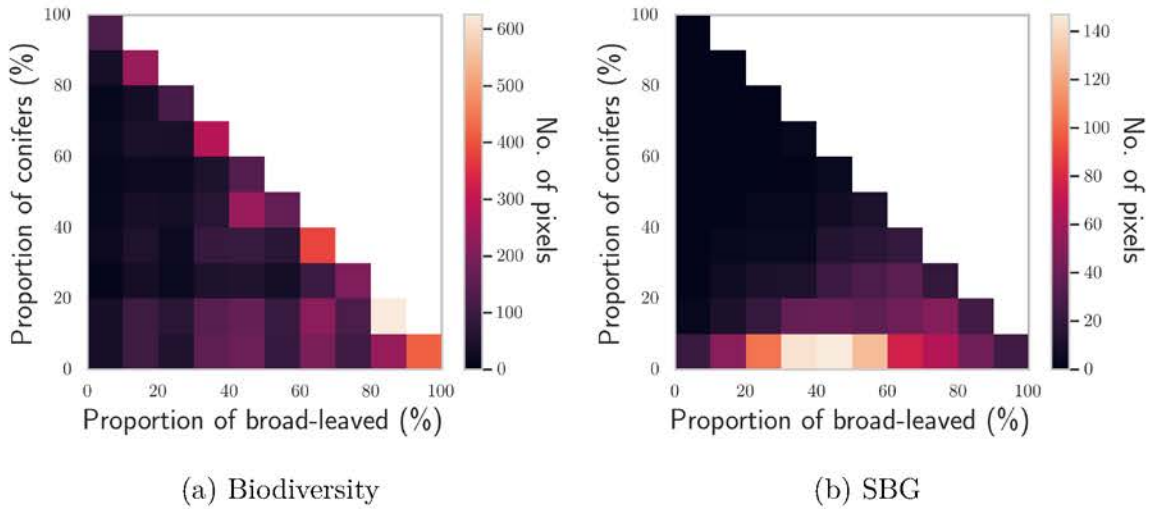 100
80
60
40
20
0
Proportion of conifers (%)
0 20 40 60 80 100
Proportion of broad-leaved (%)
600
500
400
300
200
100
0
No. of pixels
(a) Biodiversity
100
80
60
40
20
0
Proportion of conifers (%)
0 20 40 60 80 100
Proportion of broad-leaved (%)
140
120
100
80
60
40
20
0
No. of pixels
(b) SBG